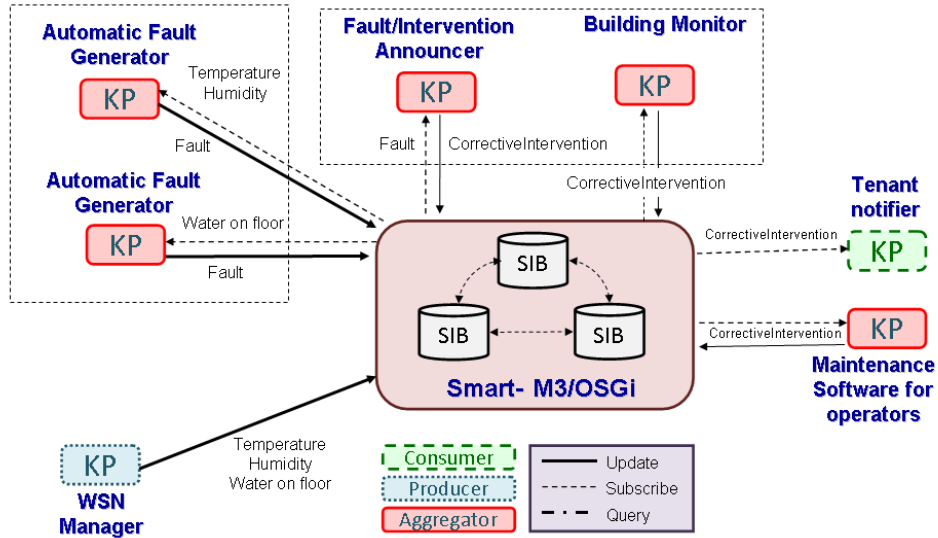 Automatic Fault
Generator
KP
Temperature
Humidity
Fault
Automatic Fault
Generator
KP
Water on floor
Fault
Fault/Intervention
Announcer
KP
Fault
CorrectiveIntervention
Building Monitor
KP
CorrectiveIntervention
Tenant
notifier
KP
CorrectiveIntervention
KP
CorrectiveIntervention
Maintenance
Software for
operators
SIB
SIB
SIB
Smart- M3/OSGi
KP
WSN
Manager
Temperature
Humidity
Water on floor
Consumer
Producer
Aggregator
Update
Subscribe
Query